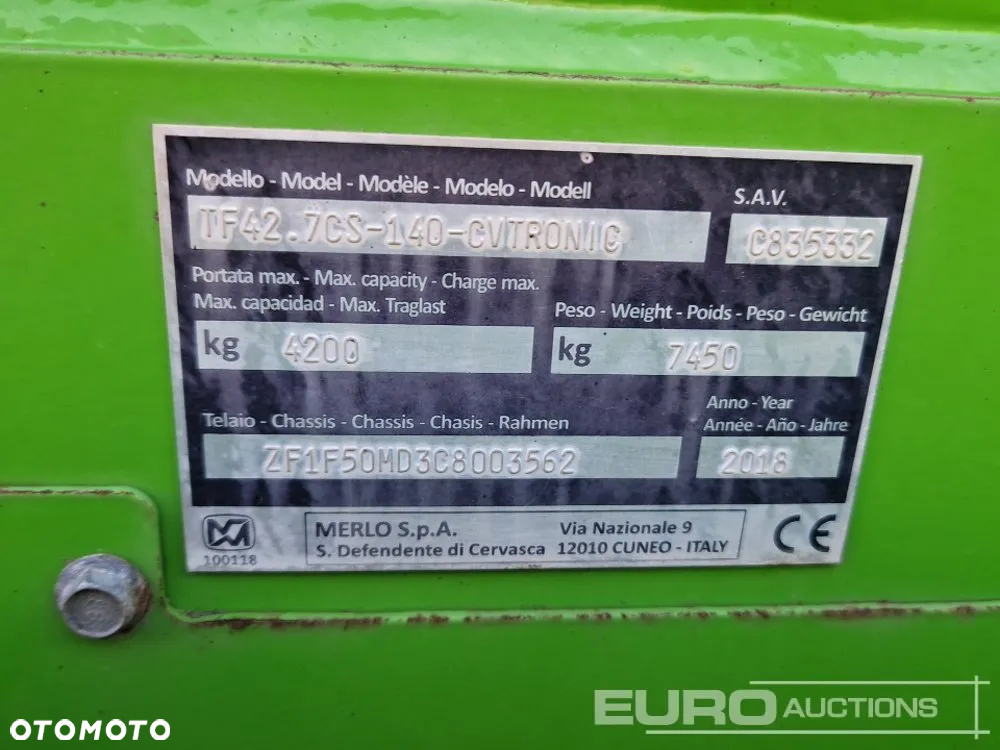 Modello - Model - Modèle - Modelo - Modell
S.A.V.
TF42.7CS-140-CVTRONIC
C835332
Portata max. - Max. capacity - Charge max.
Max. capacidad - Max. Traglast
Peso - Weight - Poids - Peso - Gewicht
kg 4200
kg 7450
Anno - Year
Telaio - Chassis - Chassis - Chasis - Rahmen
Année - Año - Jahre
ZF1F50MD3C8003562
2018
MERLO S.p.A.
Via Nazionale 9
S. Defendente di Cervasca 12010 CUNEO - ITALY
CE
100118
EURO AUCTIONS
OTOMOTO